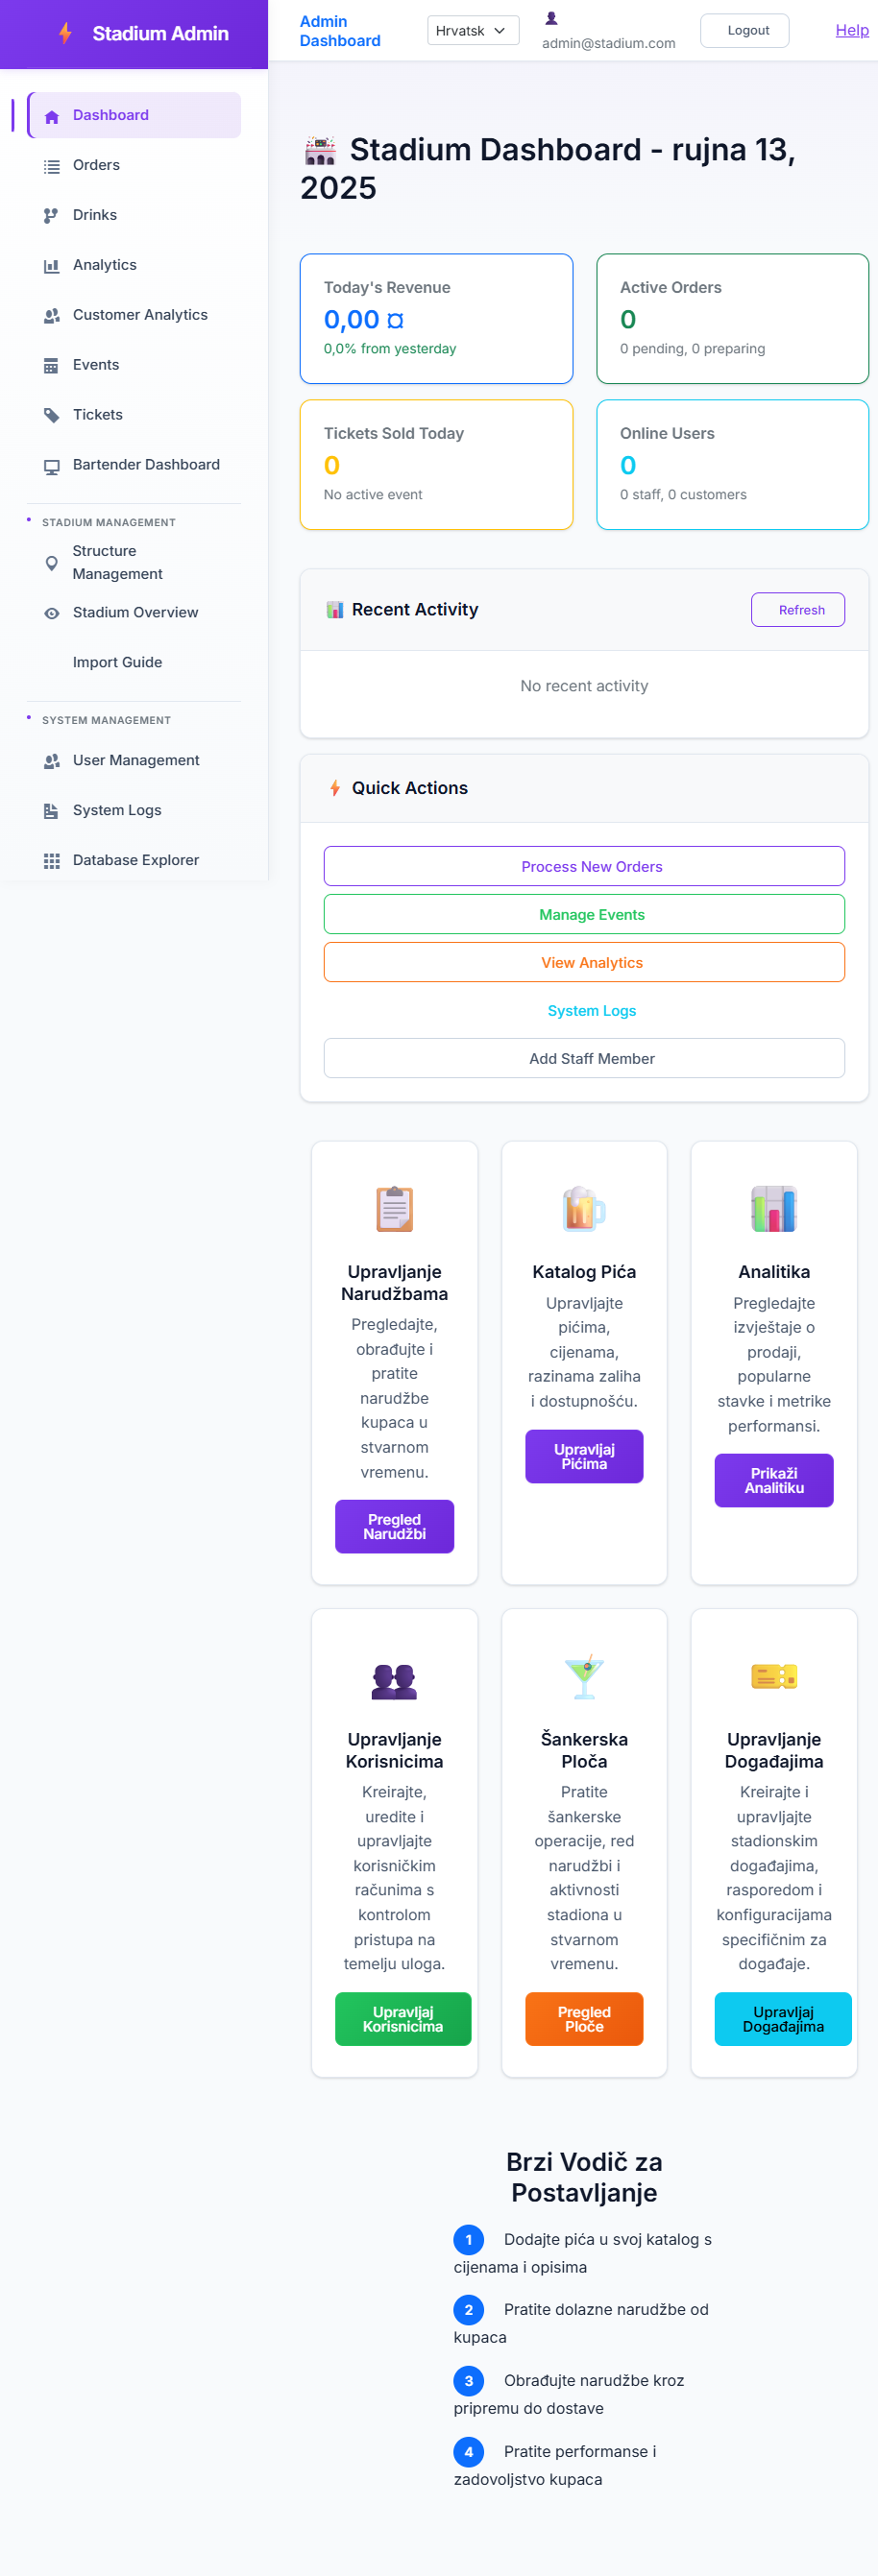 Stadium Admin
Dashboard
Orders
Drinks
Analytics
Customer Analytics
Events
Tickets
Bartender Dashboard
STADIUM MANAGEMENT
Structure
Management
Stadium Overview
Import Guide
SYSTEM MANAGEMENT
User Management
System Logs
Database Explorer
Admin
Dashboard
Hrvatsk
admin@stadium.com
Logout
Help
Stadium Dashboard - rujna 13,
2025
Today's Revenue
0,00 ¤
0,0% from yesterday
Active Orders
0
0 pending, 0 preparing
Tickets Sold Today
0
No active event
Online Users
0
0 staff, 0 customers
Recent Activity
Refresh
No recent activity
Quick Actions
Process New Orders
Manage Events
View Analytics
System Logs
Add Staff Member
Upravljanje
Narudžbama
Pregledajte,
obrađujte i
pratite
narudžbe
kupaca u
stvarnom
vremenu.
Pregled
Narudžbi
Katalog Pića
Upravljajte
pićima,
cijenama,
razinama zaliha
i dostupnošću.
Upravljaj
Pićima
Analitika
Pregledajte
izvještaje o
prodaji,
popularne
stavke i metrike
performansi.
Prikaži
Analitiku
Upravljanje
Korisnicima
Kreirajte,
uredite i
upravljajte
korisničkim
računima s
kontrolom
pristupa na
temelju uloga.
Upravljaj
Korisnicima
Šankerska
Ploča
Pratite
šankerske
operacije, red
narudžbi i
aktivnosti
stadiona u
stvarnom
vremenu.
Pregled
Ploče
Upravljanje
Događajima
Kreirajte i
upravljajte
stadionskim
događajima,
rasporedom i
konfiguracijama
specifičnim za
događaje.
Upravljaj
Događajima
Brzi Vodič za
Postavljanje
1 Dodajte pića u svoj katalog s
cijenama i opisima
2 Pratite dolazne narudžbe od
kupaca
3 Obrađujte narudžbe kroz
pripremu do dostave
4 Pratite performanse i
zadovoljstvo kupaca